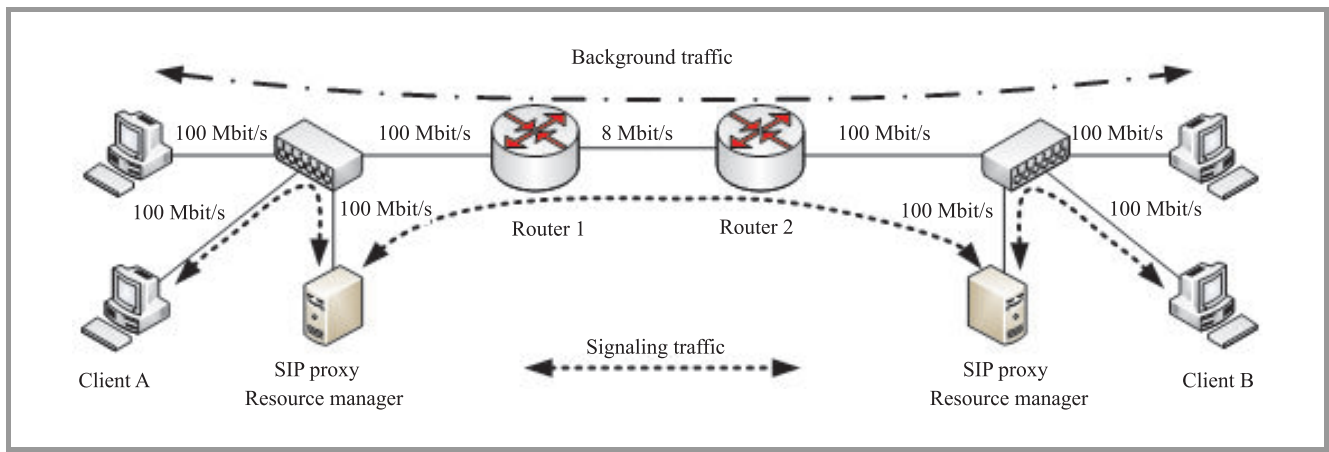 Background traffic
100 Mbit/s
100 Mbit/s
8 Mbit/s
100 Mbit/s
100 Mbit/s
100 Mbit/s
100 Mbit/s
100 Mbit/s
100 Mbit/s
Router 1
Router 2
Signaling traffic
Client A
SIP proxy
Resource manager
SIP proxy
Resource manager
Client B